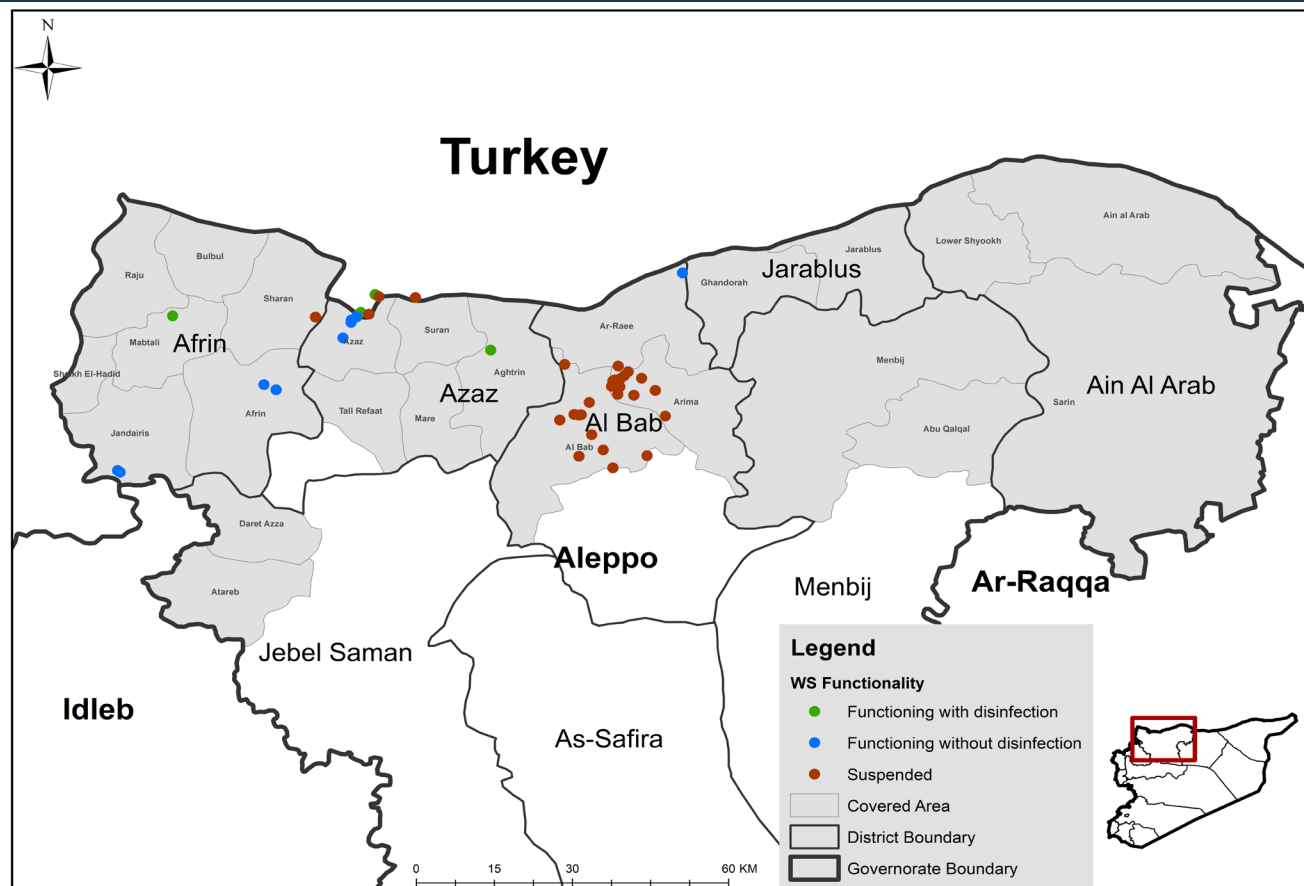 N
Turkey
Ain al Arab
Lower Shyookh
Jarablus
Bulbul
Raju
Jarablus
Ghandorah
Sharan
Ar-Raee
Suran
Azaz
Mabtali
Afrin
Menbij
Aghtrin
Sheikh El-Hadid
Azaz
Ain Al Arab
Arima
Sarin
Afrin
Tall Refaat
Mare
Al Bab
Abu Qalqal
Jandairis
Al Bab
Daret Azza
Aleppo
Atareb
Menbij
Ar-Raqqa
Jebel Saman
Idleb
As-Safira
Legend
WS Functionality
Functioning with disinfection
Functioning without disinfection
Suspended
Covered Area
District Boundary
Governorate Boundary
0 15 30 60 KM